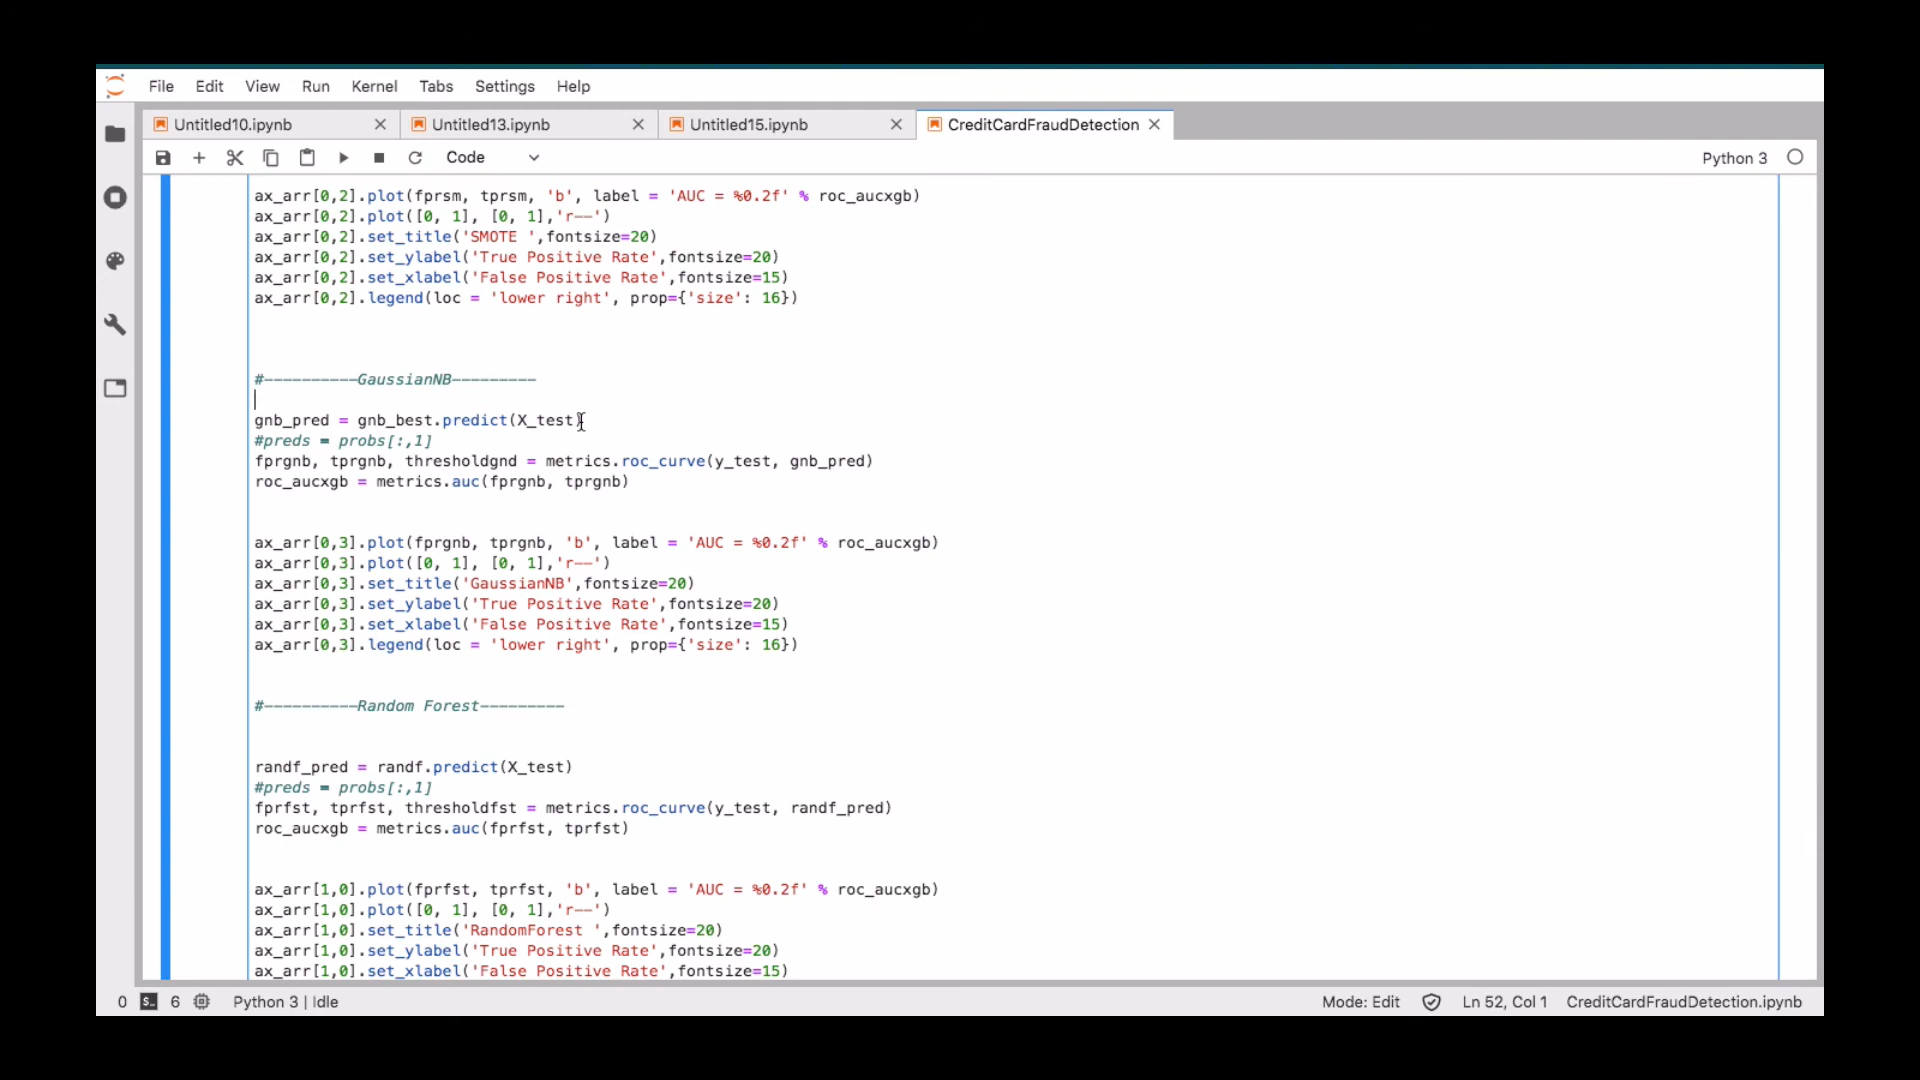 File Edit View Run Kernel Tabs Settings Help
Untitled10.ipynb Untitled13.ipynb Untitled15.ipynb CreditCardFraudDetection
Code Python 3
ax_arr[0,2].plot(fprsm, tprsm, 'b', label = 'AUC = %0.2f' % roc_aucxgb)
ax_arr[0,2].plot([0, 1], [0, 1],'r--')
ax_arr[0,2].set_title('SMOTE ',fontsize=20)
ax_arr[0,2].set_ylabel('True Positive Rate',fontsize=20)
ax_arr[0,2].set_xlabel('False Positive Rate',fontsize=15)
ax_arr[0,2].legend(loc = 'lower right', prop={'size': 16})
#----------GaussianNB---------
gnb_pred = gnb_best.predict(X_test)
#preds = probs[:,1]
fprgnb, tprgnb, thresholdgnd = metrics.roc_curve(y_test, gnb_pred)
roc_aucxgb = metrics.auc(fprgnb, tprgnb)
ax_arr[0,3].plot(fprgnb, tprgnb, 'b', label = 'AUC = %0.2f' % roc_aucxgb)
ax_arr[0,3].plot([0, 1], [0, 1],'r--')
ax_arr[0,3].set_title('GaussianNB',fontsize=20)
ax_arr[0,3].set_ylabel('True Positive Rate',fontsize=20)
ax_arr[0,3].set_xlabel('False Positive Rate',fontsize=15)
ax_arr[0,3].legend(loc = 'lower right', prop={'size': 16})
#----------Random Forest---------
randf_pred = randf.predict(X_test)
#preds = probs[:,1]
fprfst, tprfst, thresholdfst = metrics.roc_curve(y_test, randf_pred)
roc_aucxgb = metrics.auc(fprfst, tprfst)
ax_arr[1,0].plot(fprfst, tprfst, 'b', label = 'AUC = %0.2f' % roc_aucxgb)
ax_arr[1,0].plot([0, 1], [0, 1],'r--')
ax_arr[1,0].set_title('RandomForest ',fontsize=20)
ax_arr[1,0].set_ylabel('True Positive Rate',fontsize=20)
ax_arr[1,0].set_xlabel('False Positive Rate',fontsize=15)
0 6 Python 3 | Idle Mode: Edit Ln 52, Col 1 CreditCardFraudDetection.ipynb